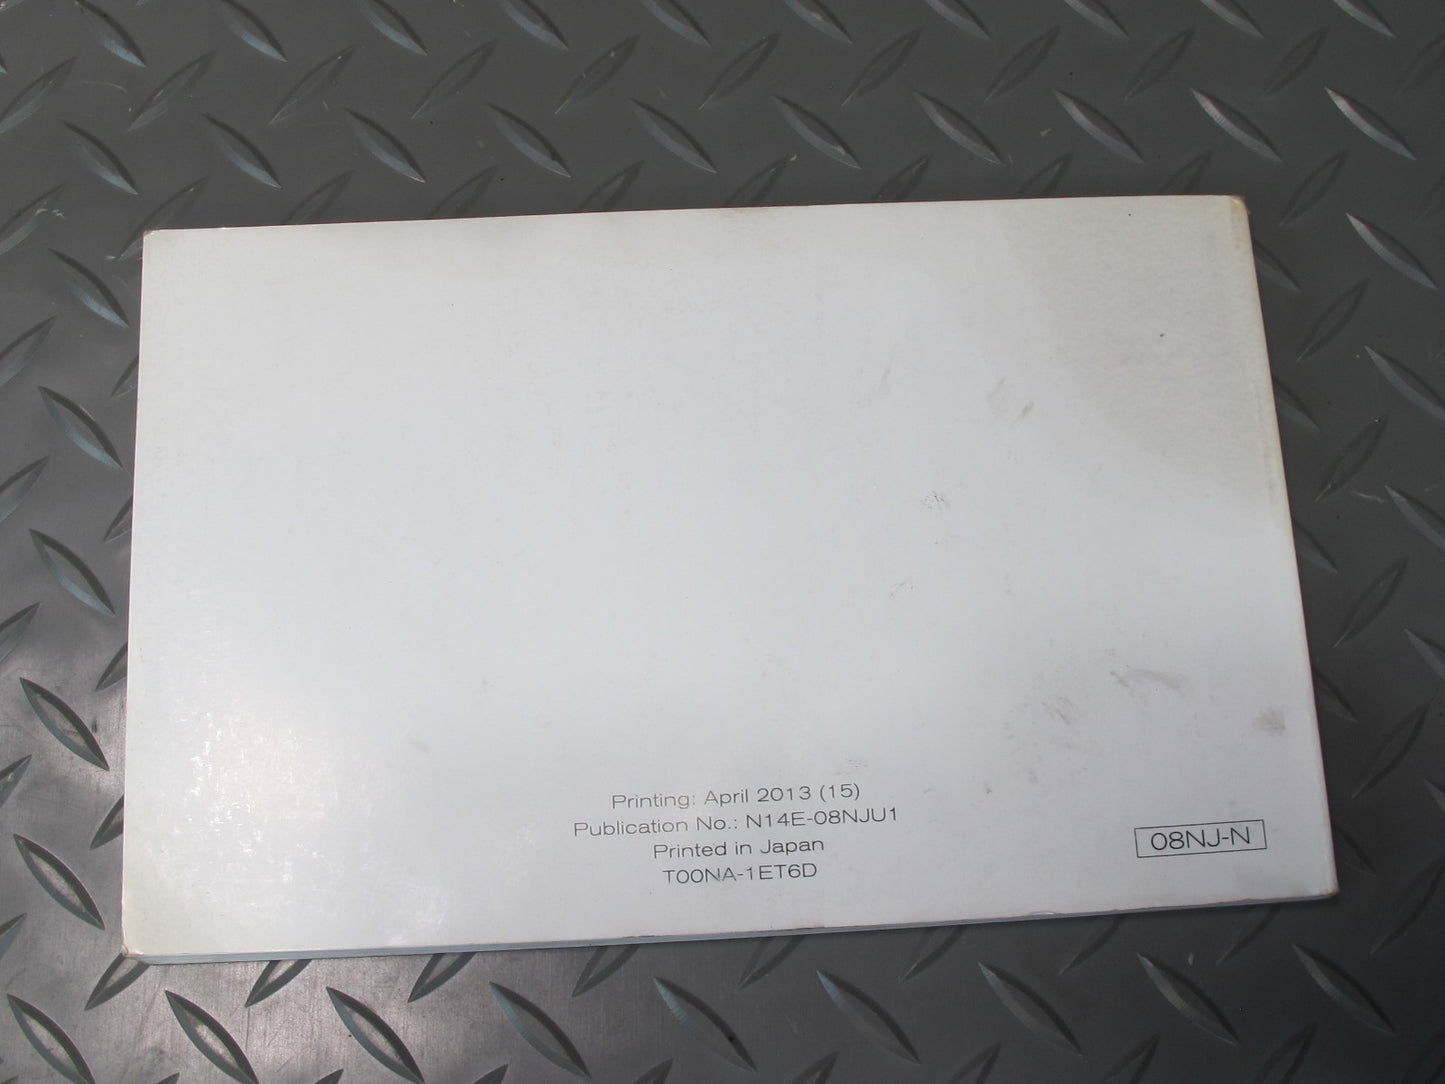 Printing: April 2013 (15)
Publication No.: N14E-08NJU1
Printed in Japan
T00NA-1ET6D
08NJ-N